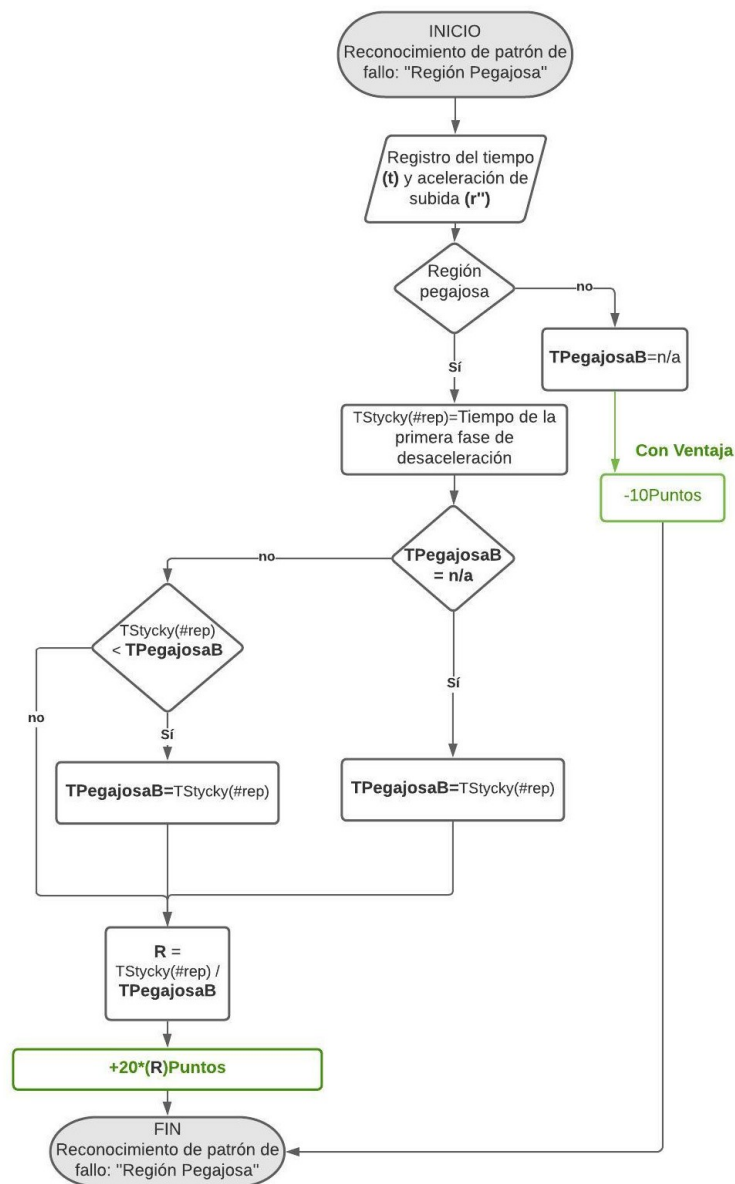 INICIO
Reconocimiento de patrón de
fallo: "Región Pegajosa"
Registro del tiempo
(t) y aceleración de
subida (r'')
Región
pegajosa
no
TPegajosaB=n/a
Sí
Con Ventaja
-10Puntos
TStycky(#rep)=Tiempo de la
primera fase de
desaceleración
TPegajosaB
= n/a
no
TStycky(#rep)
< TPegajosaB
no
Sí
Sí
TPegajosaB=TStycky(#rep)
TPegajosaB=TStycky(#rep)
R =
TStycky(#rep) /
TPegajosaB
+20*(R)Puntos
FIN
Reconocimiento de patrón de
fallo: "Región Pegajosa"